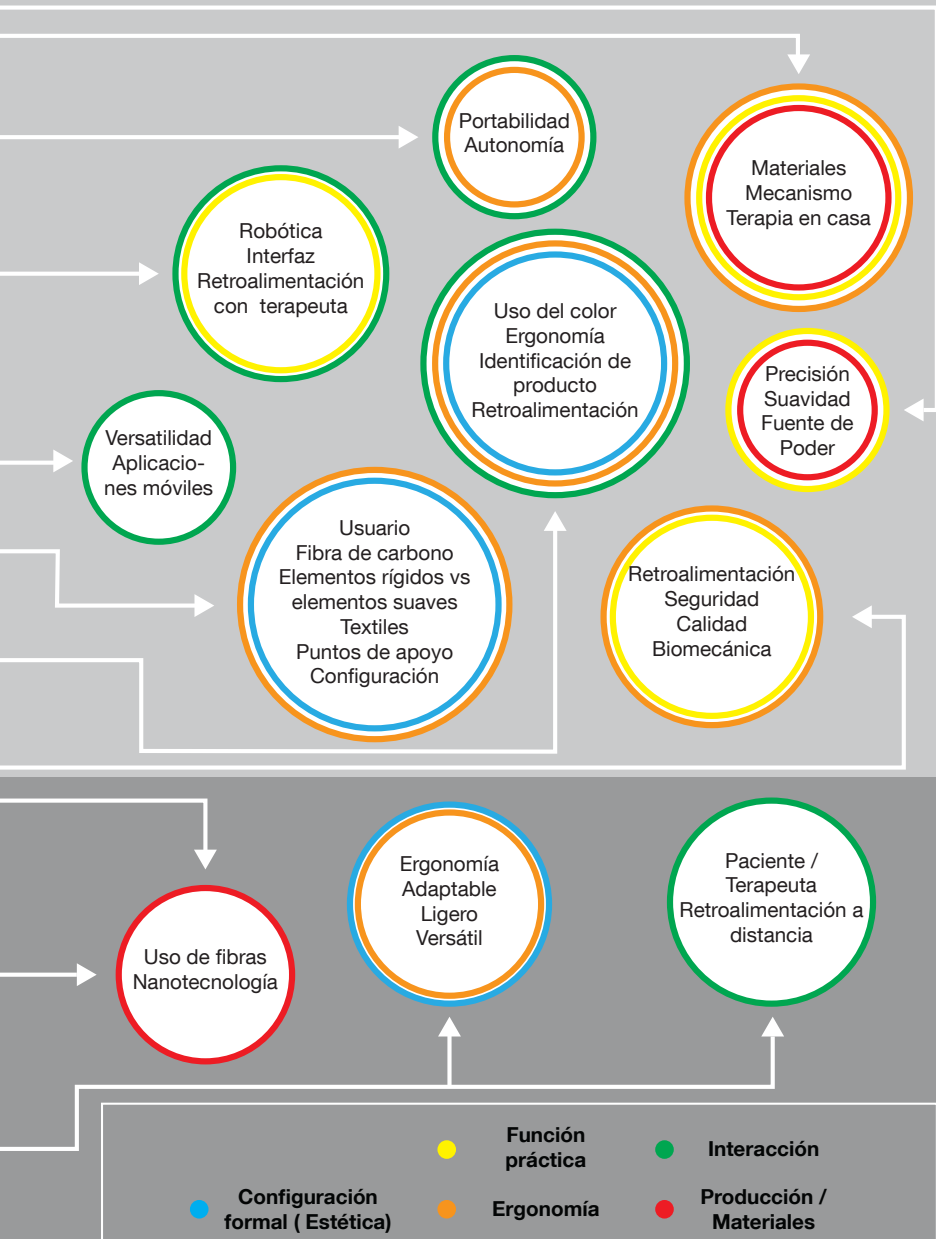 Portabilidad
Autonomía
Materiales
Mecanismo
Terapia en casa
Robótica
Interfaz
Retroalimentación
con terapeuta
Uso del color
Ergonomía
Identificación de
producto
Retroalimentación
Precisión
Suavidad
Fuente de
Poder
Versatilidad
Aplicacio-
nes móviles
Usuario
Fibra de carbono
Elementos rígidos vs
elementos suaves
Textiles
Puntos de apoyo
Configuración
Retroalimentación
Seguridad
Calidad
Biomecánica
Uso de fibras
Nanotecnología
Ergonomía
Adaptable
Ligero
Versátil
Paciente /
Terapeuta
Retroalimentación a
distancia
Función
práctica
Interacción
Configuración
formal ( Estética)
Ergonomía
Producción /
Materiales